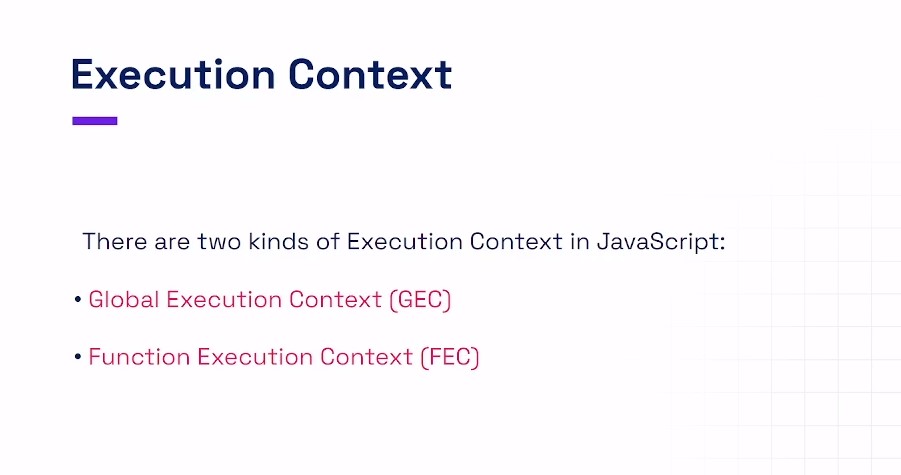 Execution Context
There are two kinds of Execution Context in JavaScript:
• Global Execution Context (GEC)
• Function Execution Context (FEC)